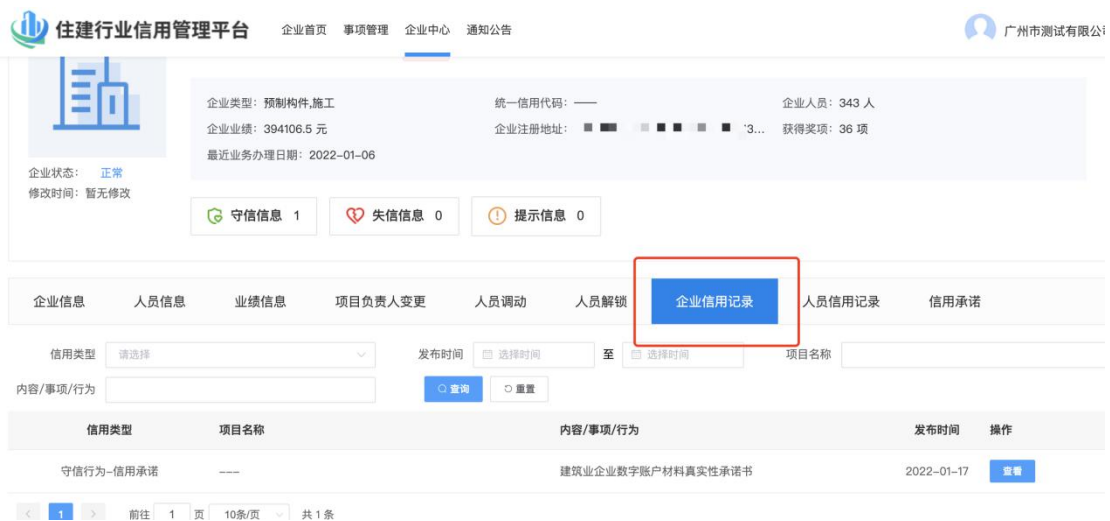 住建行业信用管理平台 企业首页 事项管理 企业中心 通知公告 广州市测试有限公
企业类型：预制构件,施工 统一信用代码：—— 企业人员：343 人
企业业绩：394106.5 元 企业注册地址： 3... 获得奖项：36 项
最近业务办理日期：2022-01-06
企业状态： 正常
修改时间：暂无修改
守信信息 1 失信信息 0 提示信息 0
企业信息 人员信息 业绩信息 项目负责人变更 人员调动 人员解锁 企业信用记录 人员信用记录 信用承诺
信用类型 请选择 发布时间 选择时间 至 选择时间 项目名称
内容/事项/行为 查询 重置
信用类型 项目名称 内容/事项/行为 发布时间 操作
守信行为-信用承诺 --- 建筑业企业数字账户材料真实性承诺书 2022-01-17 查看
< 1 > 前往 1 页 10条/页 共 1 条